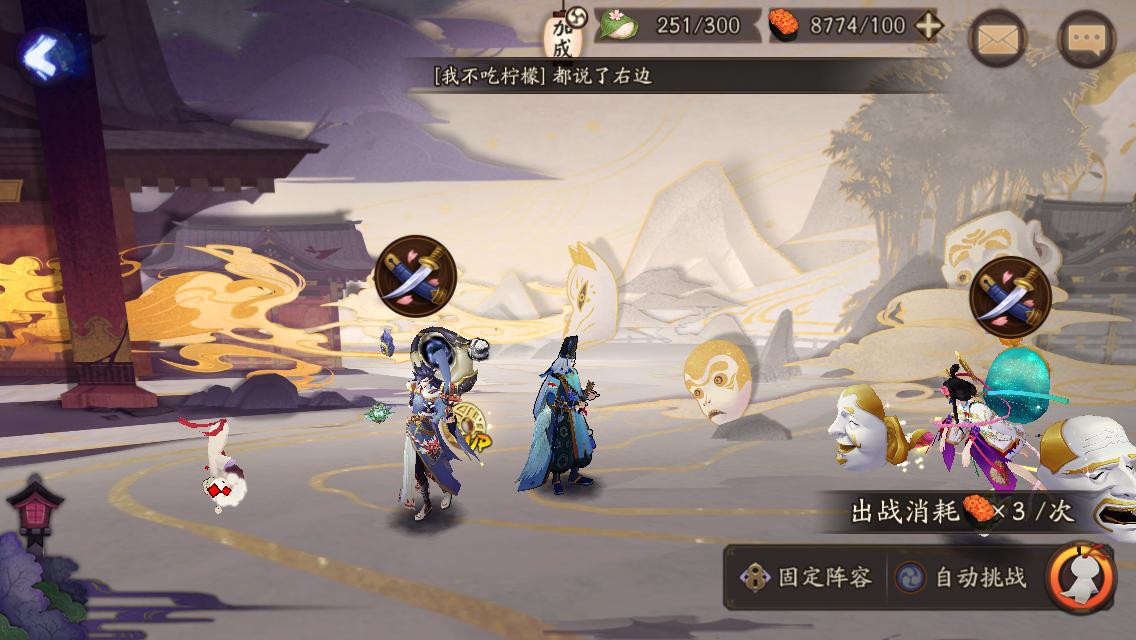 加成
251/300
8774/100
[我不吃柠檬] 都说了右边
出战消耗×3/次
固定阵容
自动挑战